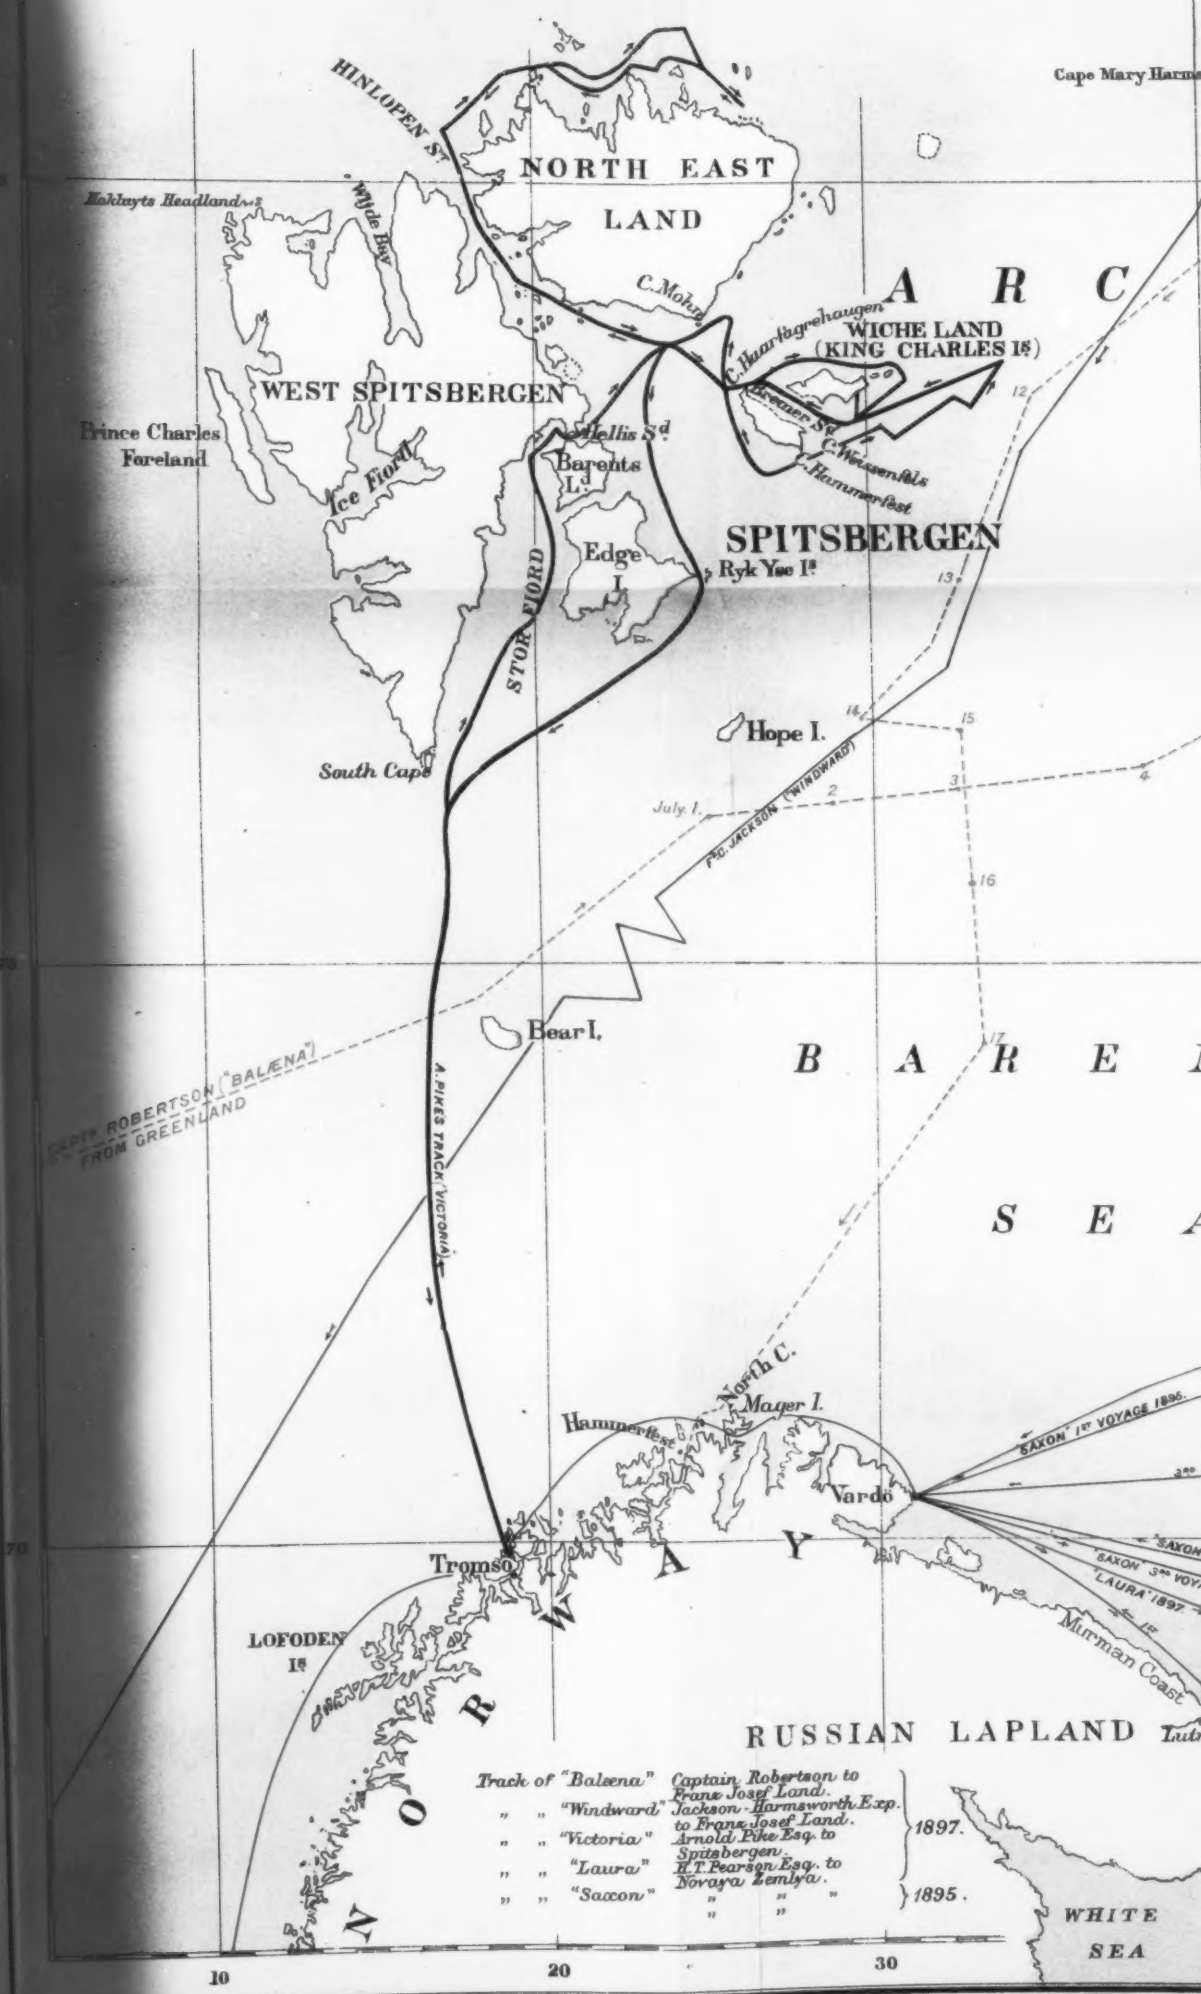 Cape Mary Harms
HINLOPEN Sᵀ
NORTH EAST
LAND
Hakluyts Headland
Wijde Bay
C. Mohn
A R C
C. Haarfagrehaugen
WICHE LAND
(KING CHARLES Iˢ)
12
WEST SPITSBERGEN
Bremer Sᵈ
Prince Charles
Foreland
Hellis Sᵈ
C. Weissenfels
Barents
Lᵈ
Ice Fiord
C. Hammerfest
SPITSBERGEN
Edge
I.
Ryk Yse Iˢ
13
STOR FIORD
14
15
Hope I.
South Cape
F.C. JACKSON ("WINDWARD")
July. 1.
2
3
4
16
Bear I.
17
B A R E
CAPTⁿ ROBERTSON ("BALÆNA")
FROM GREENLAND
A. PIKES TRACK ("VICTORIA")
S E A
North C.
Mager I.
Hammerfest
"SAXON" 1ˢᵀ VOYAGE 1895.
3ᴿᴰ
Vardö
70
"SAXON
"SAXON" 3ᴿᴰ VOYA
"LAURA" 1897.
1ˢᵀ
Tromsö
NORWAY
LOFODEN
Iˢ
Murman Coast
RUSSIAN LAPLAND
Track of "Balæna" Captain Robertson to
Franz Josef Land.
" " "Windward" Jackson-Harmsworth Exp.
to Franz Josef Land.
" " "Victoria" Arnold Pike Esq. to
Spitsbergen.
1897.
" " "Laura" H.T. Pearson Esq. to
Novaya Zemlya.
" " "Saxon" " " "
" "
1895.
WHITE
SEA
10 20 30